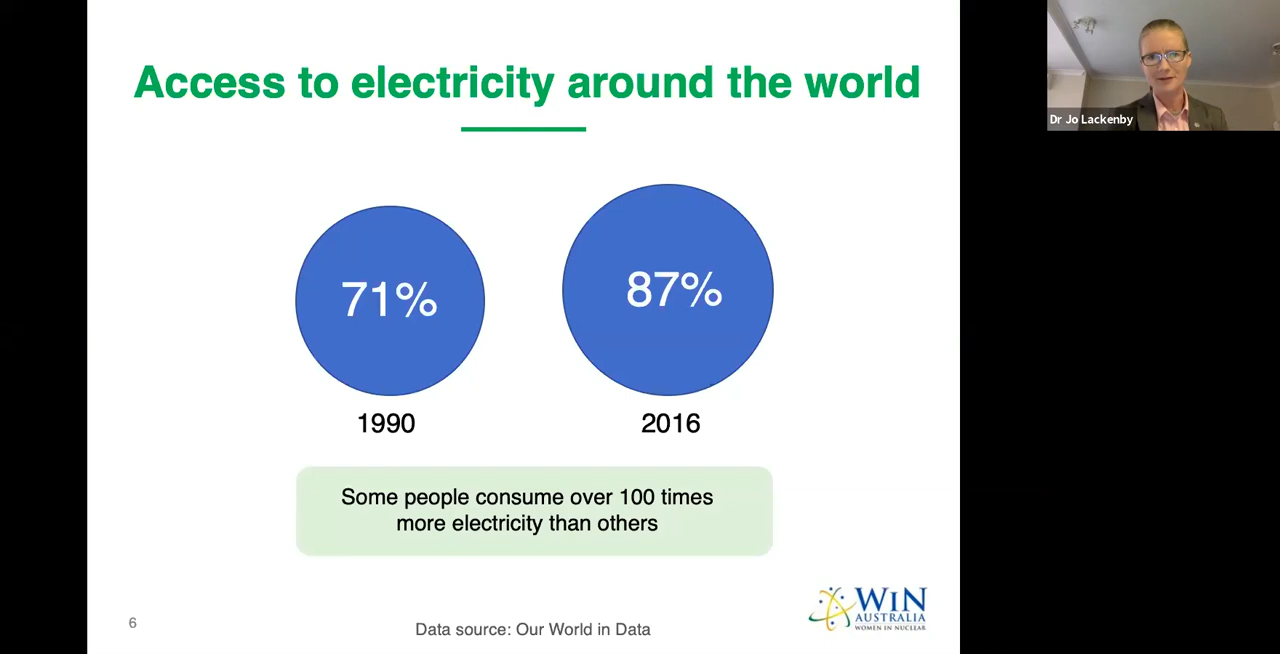 Access to electricity around the world
71%
87%
1990
2016
Some people consume over 100 times
more electricity than others
6
Data source: Our World in Data
WiN
AUSTRALIA
WOMEN IN NUCLEAR
Dr Jo Lackenby